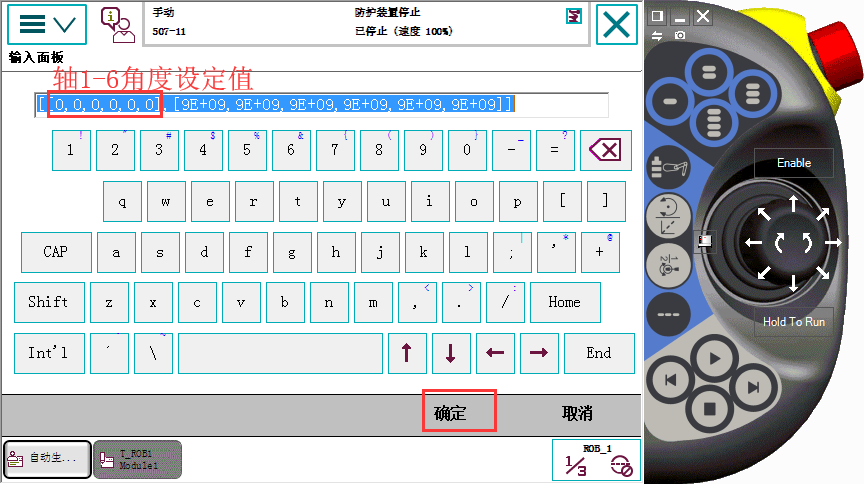 手动
防护装置停止
507-11
已停止 (速度 100%)
输入面板
轴1-6角度设定值
[[0,0,0,0,0,0],[9E+09,9E+09,9E+09,9E+09,9E+09,9E+09]]
! " # $ % & { ( ) } _ ?
1 2 3 4 5 6 7 8 9 0 - =
q w e r t y u i o p [ ]
| * @
CAP a s d f g h j k l ; ' +
< > :
Shift z x c v b n m , . / Home
~
Int'l ´ \ End
确定 取消
自动生...
T_ROB1
Module1
ROB_1
1/3
Enable
Hold To Run